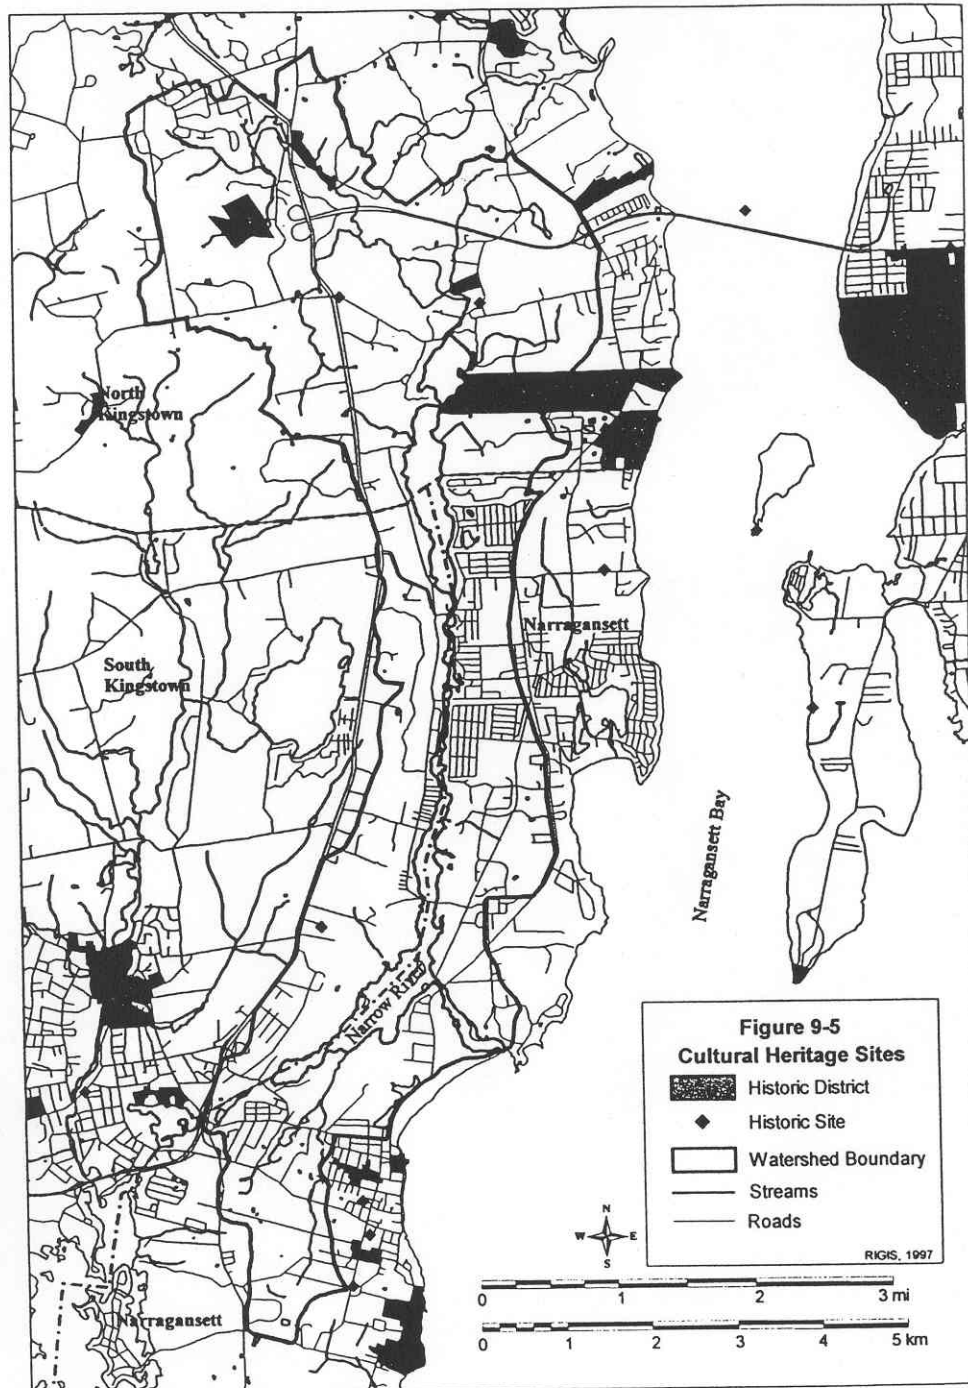 North
Kingstown
Narragansett
South
Kingstown
Narragansett Bay
Narrow River
Figure 9-5
Cultural Heritage Sites
Historic District
Historic Site
Watershed Boundary
Streams
Roads
RIGIS, 1997
N
W E
S
0 1 2 3 mi
0 1 2 3 4 5 km
Narragansett